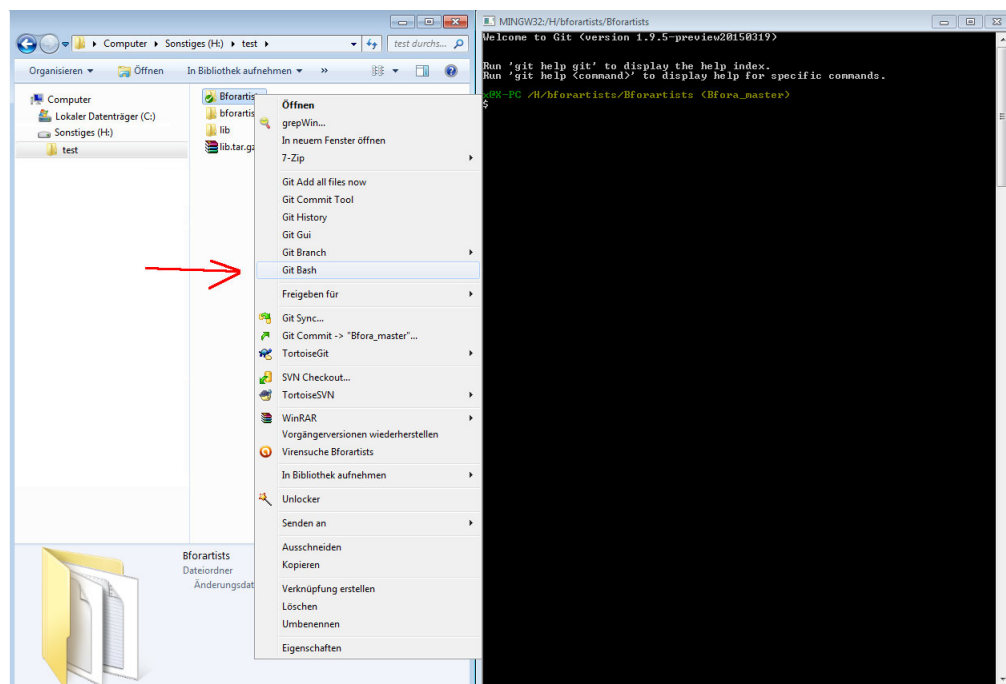 Computer ▸ Sonstiges (H:) ▸ test ▸
test durchs...
Organisieren
Öffnen
In Bibliothek aufnehmen
»
Computer
Lokaler Datenträger (C:)
Sonstiges (H:)
test
Bforartists
bforartis
lib
lib.tar.gz
Öffnen
grepWin...
In neuem Fenster öffnen
7-Zip
Git Add all files now
Git Commit Tool
Git History
Git Gui
Git Branch
Git Bash
Freigeben für
Git Sync...
Git Commit -> "Bfora_master"...
TortoiseGit
SVN Checkout...
TortoiseSVN
WinRAR
Vorgängerversionen wiederherstellen
Virensuche Bforartists
In Bibliothek aufnehmen
Unlocker
Senden an
Ausschneiden
Kopieren
Verknüpfung erstellen
Löschen
Umbenennen
Eigenschaften
Bforartists
Dateiordner
Änderungsdat
MINGW32:/H/bforartists/Bforartists
Welcome to Git (version 1.9.5-preview20150319)
Run 'git help git' to display the help index.
Run 'git help <command>' to display help for specific commands.
x@X-PC /H/bforartists/Bforartists (Bfora_master)
$